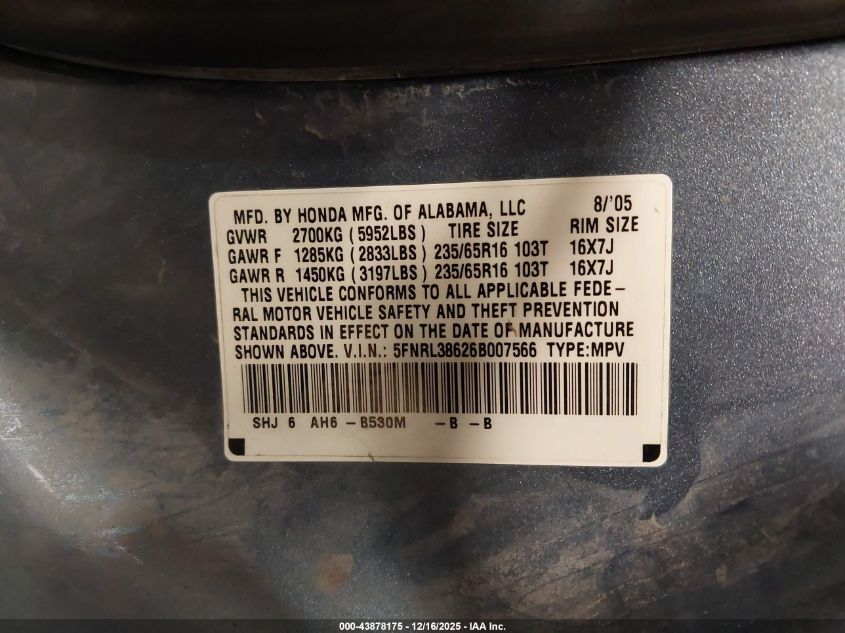 MFD. BY HONDA MFG. OF ALABAMA, LLC 8/'05
GVWR 2700KG (5952LBS) TIRE SIZE RIM SIZE
GAWR F 1285KG (2833LBS) 235/65R16 103T 16X7J
GAWR R 1450KG (3197LBS) 235/65R16 103T 16X7J
THIS VEHICLE CONFORMS TO ALL APPLICABLE FEDE-
RAL MOTOR VEHICLE SAFETY AND THEFT PREVENTION
STANDARDS IN EFFECT ON THE DATE OF MANUFACTURE
SHOWN ABOVE. V.I.N.: 5FNRL38626B007566 TYPE:MPV
SHJ 6 AH6 - B530M - B - B
000-43878175 - 12/16/2025 - IAA Inc.